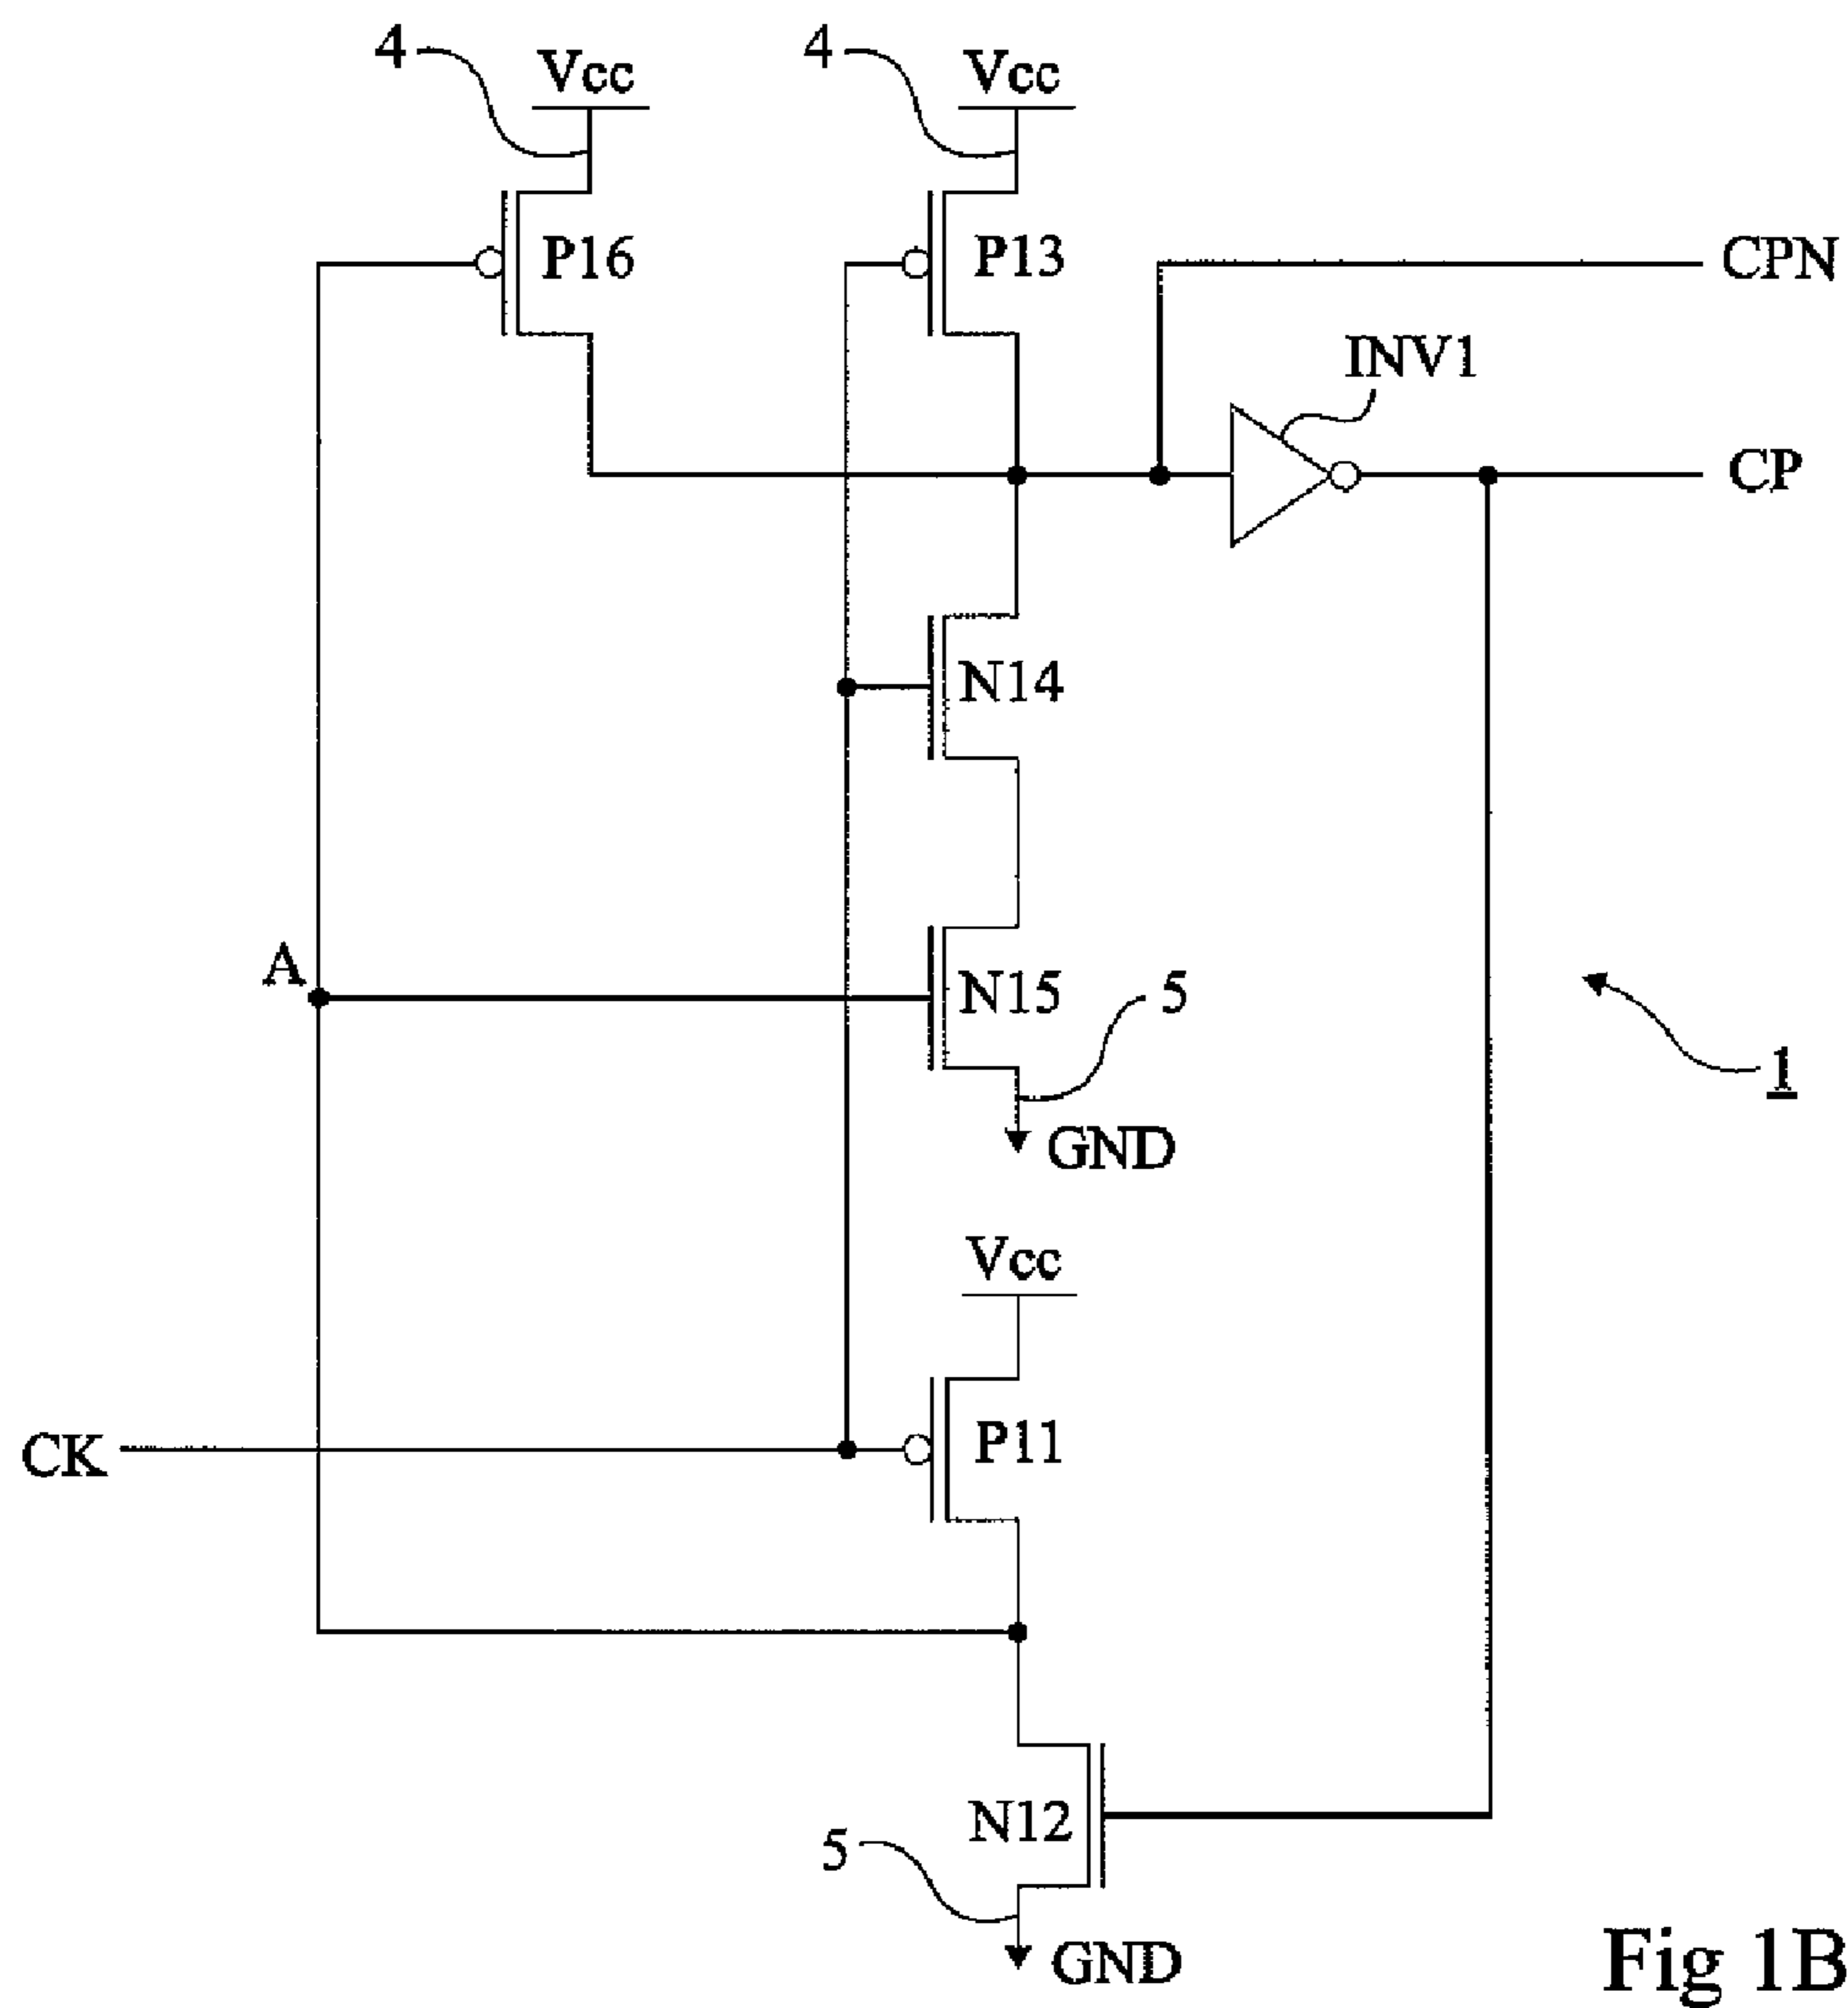 4
Vcc
4
Vcc
P16
P13
CPN
INV1
CP
N14
A
N15
5
1
GND
Vcc
CK
P11
N12
5
GND
Fig 1B